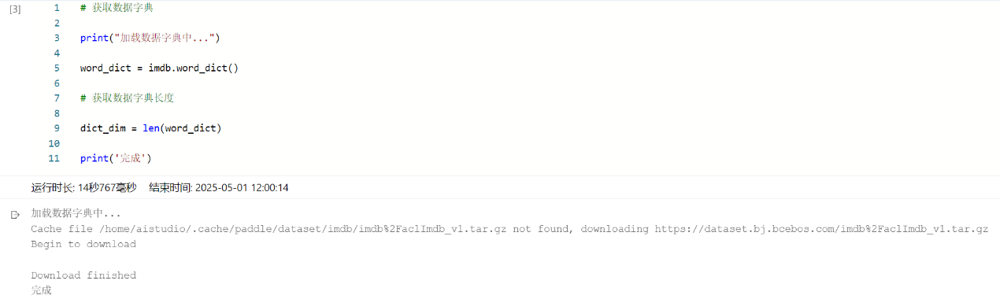 [3]
1 # 获取数据字典
2
3 print("加载数据字典中...")
4
5 word_dict = imdb.word_dict()
6
7 # 获取数据字典长度
8
9 dict_dim = len(word_dict)
10
11 print('完成')
运行时长: 14秒767毫秒 结束时间: 2025-05-01 12:00:14
加载数据字典中...
Cache file /home/aistudio/.cache/paddle/dataset/imdb/imdb%2FaclImdb_v1.tar.gz not found, downloading https://dataset.bj.bcebos.com/imdb%2FaclImdb_v1.tar.gz
Begin to download
Download finished
完成